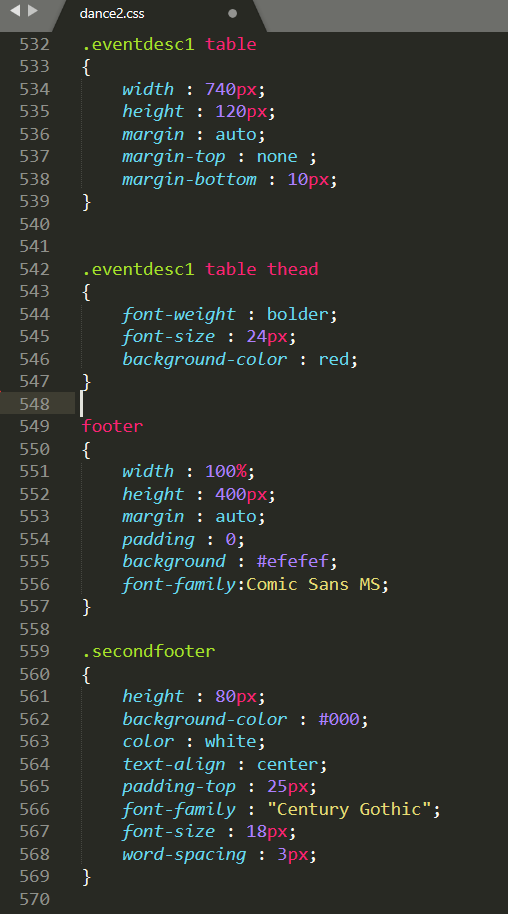 dance2.css
532 .eventdesc1 table
533 {
534 width : 740px;
535 height : 120px;
536 margin : auto;
537 margin-top : none ;
538 margin-bottom : 10px;
539 }
540
541
542 .eventdesc1 table thead
543 {
544 font-weight : bolder;
545 font-size : 24px;
546 background-color : red;
547 }
548
549 footer
550 {
551 width : 100%;
552 height : 400px;
553 margin : auto;
554 padding : 0;
555 background : #efefef;
556 font-family:Comic Sans MS;
557 }
558
559 .secondfooter
560 {
561 height : 80px;
562 background-color : #000;
563 color : white;
564 text-align : center;
565 padding-top : 25px;
566 font-family : "Century Gothic";
567 font-size : 18px;
568 word-spacing : 3px;
569 }
570